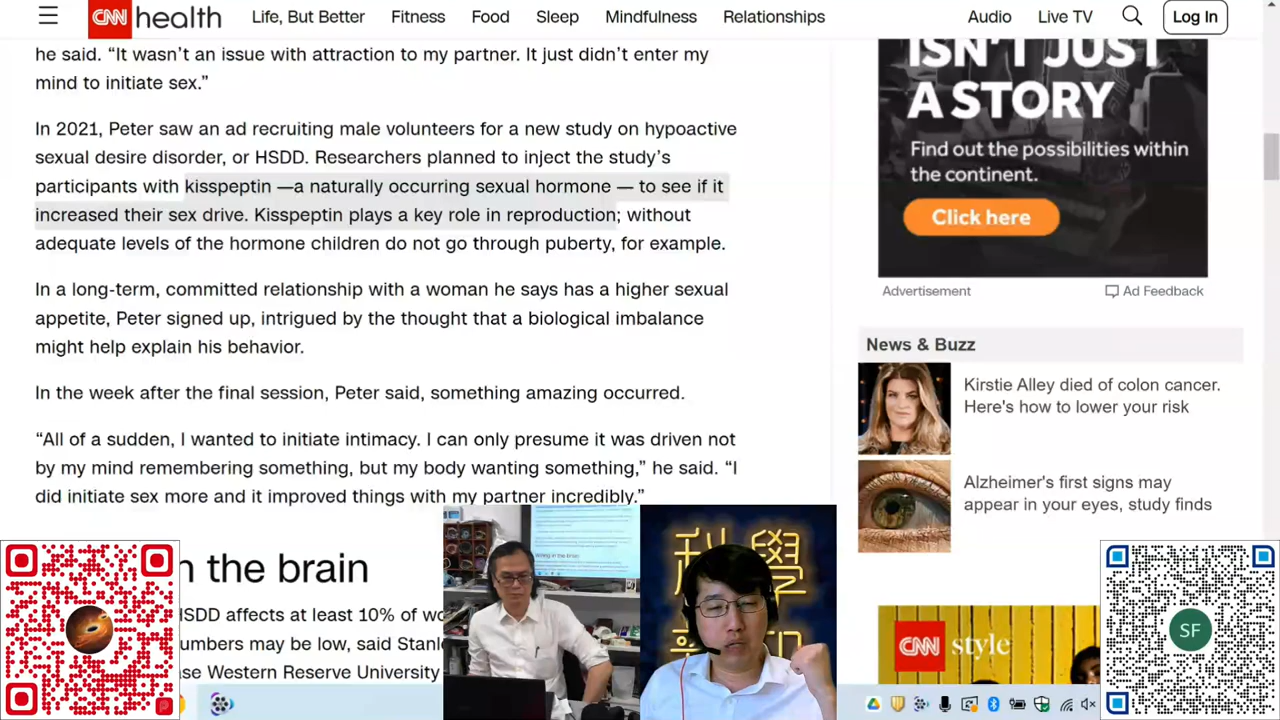 CNN health
Life, But Better
Fitness
Food
Sleep
Mindfulness
Relationships
Audio
Live TV
Log In
he said. “It wasn’t an issue with attraction to my partner. It just didn’t enter my
mind to initiate sex.”
In 2021, Peter saw an ad recruiting male volunteers for a new study on hypoactive
sexual desire disorder, or HSDD. Researchers planned to inject the study’s
participants with kisspeptin —a naturally occurring sexual hormone — to see if it
increased their sex drive. Kisspeptin plays a key role in reproduction; without
adequate levels of the hormone children do not go through puberty, for example.
In a long-term, committed relationship with a woman he says has a higher sexual
appetite, Peter signed up, intrigued by the thought that a biological imbalance
might help explain his behavior.
In the week after the final session, Peter said, something amazing occurred.
“All of a sudden, I wanted to initiate intimacy. I can only presume it was driven not
by my mind remembering something, but my body wanting something,” he said. “I
did initiate sex more and it improved things with my partner incredibly.”
n the brain
HSDD affects at least 10% of wo
umbers may be low, said Stanl
se Western Reserve University
ISN’T JUST
A STORY
Find out the possibilities within
the continent.
Click here
Advertisement
Ad Feedback
News & Buzz
Kirstie Alley died of colon cancer.
Here's how to lower your risk
Alzheimer's first signs may
appear in your eyes, study finds
CNN style
SF